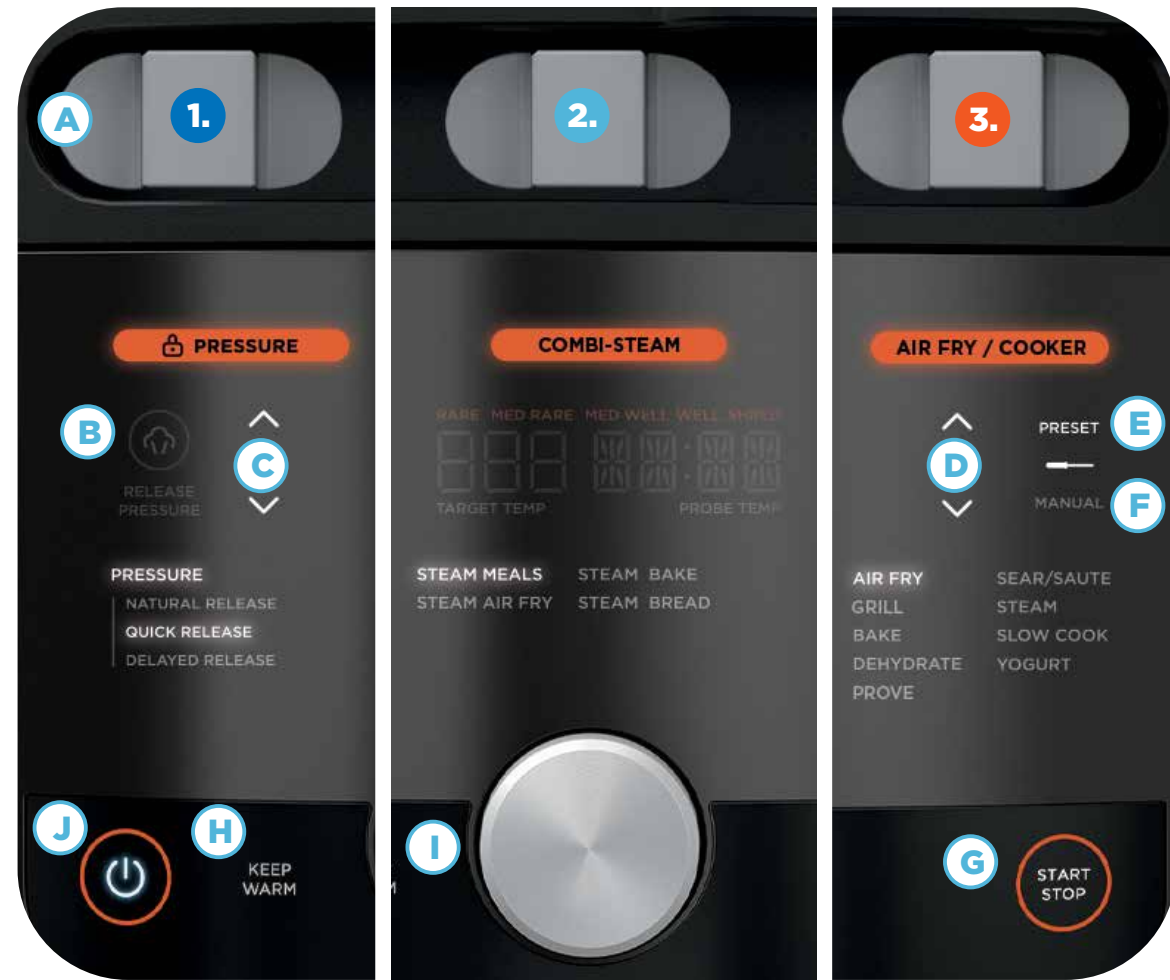 A
1.
2.
3.
PRESSURE
COMBI-STEAM
AIR FRY / COOKER
B
RELEASE
PRESSURE
C
RARE MED RARE MED WELL WELL SHIELD
TARGET TEMP PROBE TEMP
D
PRESET
E
MANUAL
F
PRESSURE
NATURAL RELEASE
QUICK RELEASE
DELAYED RELEASE
STEAM MEALS STEAM BAKE
STEAM AIR FRY STEAM BREAD
AIR FRY SEAR/SAUTE
GRILL STEAM
BAKE SLOW COOK
DEHYDRATE YOGURT
PROVE
J
H
KEEP
WARM
M
I
G
START
STOP